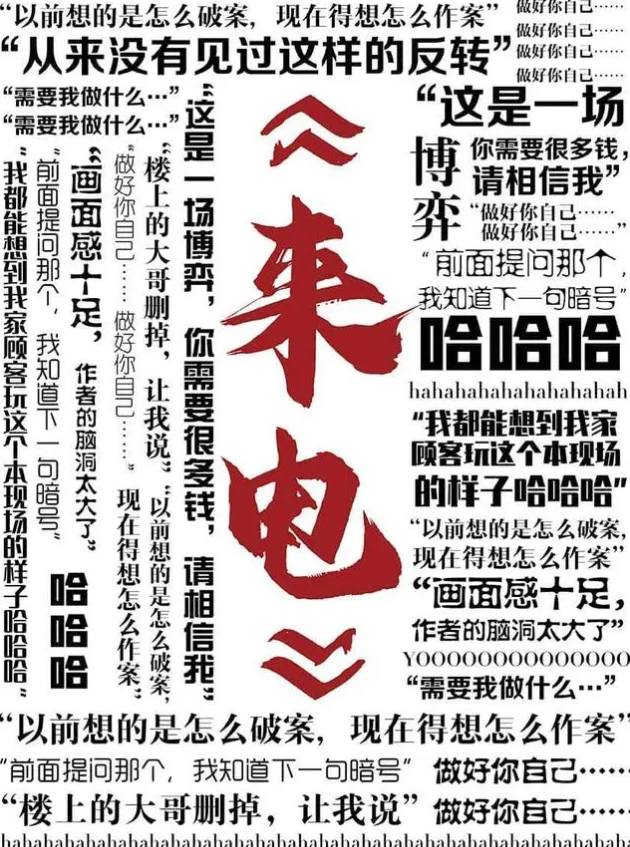 “以前想的是怎么破案，现在得想怎么作案”
做好你自己……
做好你自己……
做好你自己……
做好你自己……
“从来没有见过这样的反转”
“需要我做什么…”
“需要我做什么…”
“我都能想到我家顾客玩这个本现场的样子哈哈哈”
“前面提问那个，我知道下一句暗号”
“画面感十足，
作者的脑洞太大了”
哈哈哈
“做好你自己……做好你自己……”
“楼上的大哥删掉，让我说”
“以前想的是怎么破案，
现在得想怎么作案”
“这是一场博弈，你需要很多钱，请相信我”
《来电》
“这是一场
博弈
你需要很多钱，
请相信我”
“做好你自己……
做好你自己……”
“前面提问那个，
我知道下一句暗号”
哈哈哈
hahahahahahahahahah
“我都能想到我家
顾客玩这个本现场
的样子哈哈哈”
“以前想的是怎么破案，
现在得想怎么作案”
“画面感十足，
作者的脑洞太大了”
YOOOOOOOOOOOOOO
“需要我做什么…”
“以前想的是怎么破案，现在得想怎么作案”
“前面提问那个，我知道下一句暗号”
做好你自己……
“楼上的大哥删掉，让我说”
做好你自己……
hahahahahahahahahahahahahahahahahahahahahah